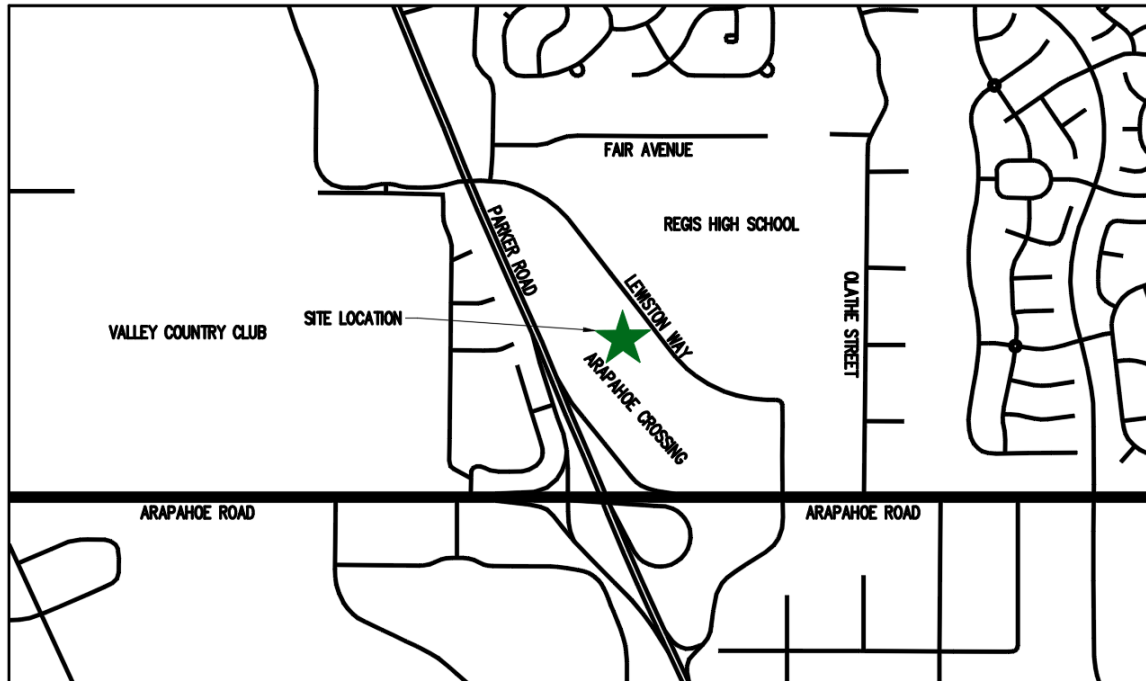 FAIR AVENUE
REGIS HIGH SCHOOL
PARKER ROAD
LEWISTON WAY
OLATHE STREET
SITE LOCATION
VALLEY COUNTRY CLUB
ARAPAHOE CROSSING
ARAPAHOE ROAD
ARAPAHOE ROAD